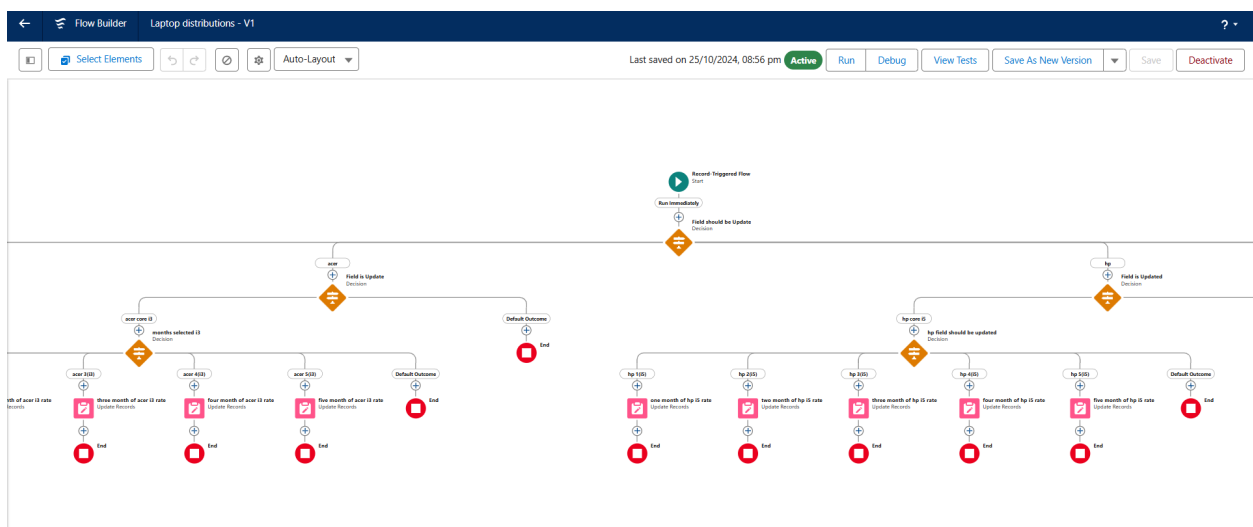 Flow Builder
Laptop distributions - V1
?
Select Elements
Auto-Layout
Last saved on 25/10/2024, 08:56 pm
Active
Run
Debug
View Tests
Save As New Version
Save
Deactivate
Record-Triggered Flow
Start
Run Immediately
Field should be Update
Decision
acer
Field is Update
Decision
hp
Field is Updated
Decision
acer core i3
months selected i3
Decision
Default Outcome
End
hp core i5
hp field should be updated
Decision
acer 3(i3)
acer 4(i3)
acer 5(i3)
Default Outcome
hp 1(i5)
hp 2(i5)
hp 3(i5)
hp 4(i5)
hp 5(i5)
Default Outcome
th of acer i3 rate
Records
three month of acer i3 rate
Update Records
four month of acer i3 rate
Update Records
five month of acer i3 rate
Update Records
End
one month of hp i5 rate
Update Records
two month of hp i5 rate
Update Records
three month of hp i5 rate
Update Records
four month of hp i5 rate
Update Records
five month of hp i5 rate
Update Records
End
End
End
End
End
End
End
End
End